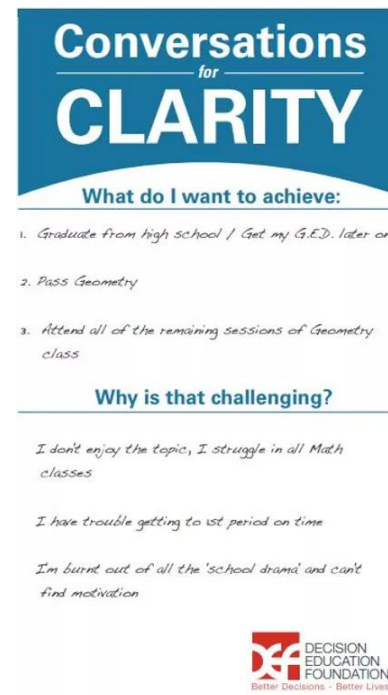 Conversations
for
CLARITY
What do I want to achieve:
1. Graduate from high school / Get my G.E.D. later on
2. Pass Geometry
3. Attend all of the remaining sessions of Geometry
class
Why is that challenging?
I don't enjoy the topic, I struggle in all Math
classes
I have trouble getting to 1st period on time
I'm burnt out of all the 'school drama' and can't
find motivation
DEF
DECISION
EDUCATION
FOUNDATION
Better Decisions - Better Lives